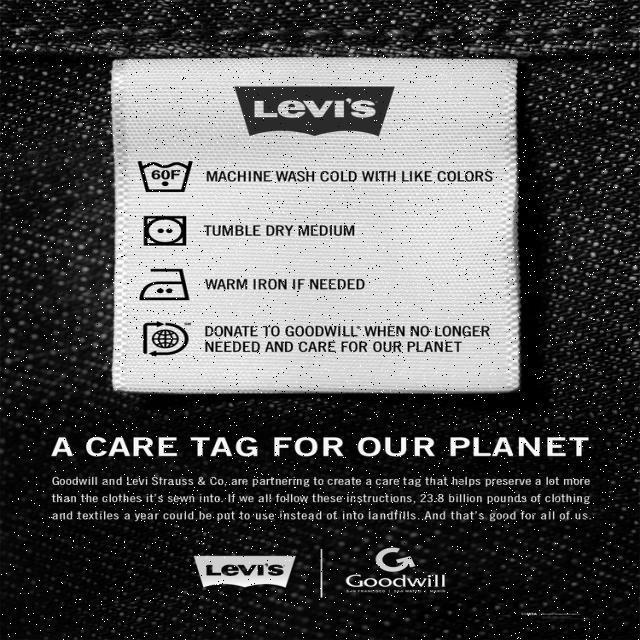 LEVI'S
60F MACHINE WASH COLD WITH LIKE COLORS
TUMBLE DRY MEDIUM
WARM IRON IF NEEDED
DONATE TO GOODWILL WHEN NO LONGER
NEEDED AND CARE FOR OUR PLANET
A CARE TAG FOR OUR PLANET
Goodwill and Levi Strauss & Co. are partnering to create a care tag that helps preserve a lot more
than the clothes it's sewn into. If we all follow these instructions, 23.8 billion pounds of clothing
and textiles a year could be put to use instead of into landfills. And that's good for all of us.
LEVI'S
Goodwill